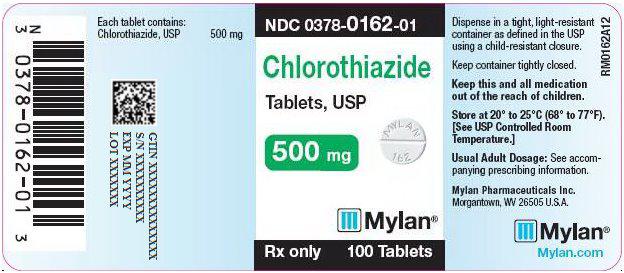 N
3 0378-0162-01 3
Each tablet contains:
Chlorothiazide, USP 500 mg
GTIN XXXXXXXXXXXXXX
S/N XXXXXXXXX
EXP MM YYYY
LOT XXXXXXX
NDC 0378-0162-01
Chlorothiazide
Tablets, USP
500 mg
MYLAN
162
Mylan®
Rx only 100 Tablets
Dispense in a tight, light-resistant
container as defined in the USP
using a child-resistant closure.
Keep container tightly closed.
Keep this and all medication
out of the reach of children.
Store at 20° to 25°C (68° to 77°F).
[See USP Controlled Room
Temperature.]
Usual Adult Dosage: See accom-
panying prescribing information.
Mylan Pharmaceuticals Inc.
Morgantown, WV 26505 U.S.A.
Mylan®
Mylan.com
RM0162A12